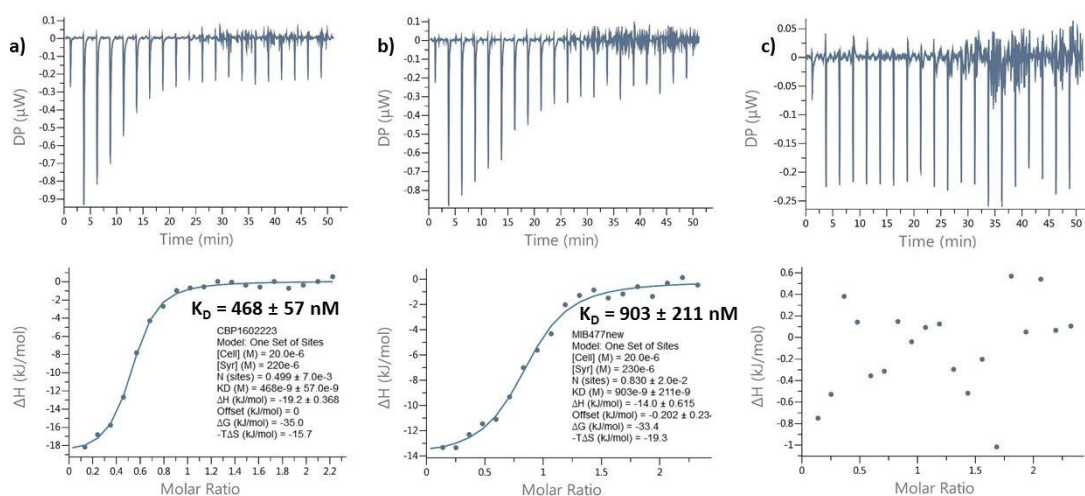 a)
DP (µW)
0.1
0
-0.1
-0.2
-0.3
-0.4
-0.5
-0.6
-0.7
-0.8
-0.9
0 5 10 15 20 25 30 35 40 45 50
Time (min)
b)
DP (µW)
0.1
0
-0.1
-0.2
-0.3
-0.4
-0.5
-0.6
-0.7
-0.8
0 5 10 15 20 25 30 35 40 45 50
Time (min)
c)
DP (µW)
0.05
0
-0.05
-0.1
-0.15
-0.2
-0.25
0 5 10 15 20 25 30 35 40 45 50
Time (min)
ΔH (kJ/mol)
0
-2
-4
-6
-8
-10
-12
-14
-16
-18
K_D = 468 ± 57 nM
CBP1602223
Model: One Set of Sites
[Cell] (M) = 20.0e-6
[Syr] (M) = 220e-6
N (sites) = 0.499 ± 7.0e-3
KD (M) = 468e-9 ± 57.0e-9
ΔH (kJ/mol) = -19.2 ± 0.368
Offset (kJ/mol) = 0
ΔG (kJ/mol) = -35.0
-TΔS (kJ/mol) = -15.7
0 0.2 0.4 0.6 0.8 1 1.2 1.4 1.6 1.8 2 2.2
Molar Ratio
ΔH (kJ/mol)
0
-2
-4
-6
-8
-10
-12
-14
K_D = 903 ± 211 nM
MIB477new
Model: One Set of Sites
[Cell] (M) = 20.0e-6
[Syr] (M) = 230e-6
N (sites) = 0.830 ± 2.0e-2
KD (M) = 903e-9 ± 211e-9
ΔH (kJ/mol) = -14.0 ± 0.615
Offset (kJ/mol) = -0.202 ± 0.23
ΔG (kJ/mol) = -33.4
-TΔS (kJ/mol) = -19.3
0 0.5 1 1.5 2
Molar Ratio
ΔH (kJ/mol)
0.6
0.4
0.2
0
-0.2
-0.4
-0.6
-0.8
-1
0 0.5 1 1.5 2
Molar Ratio